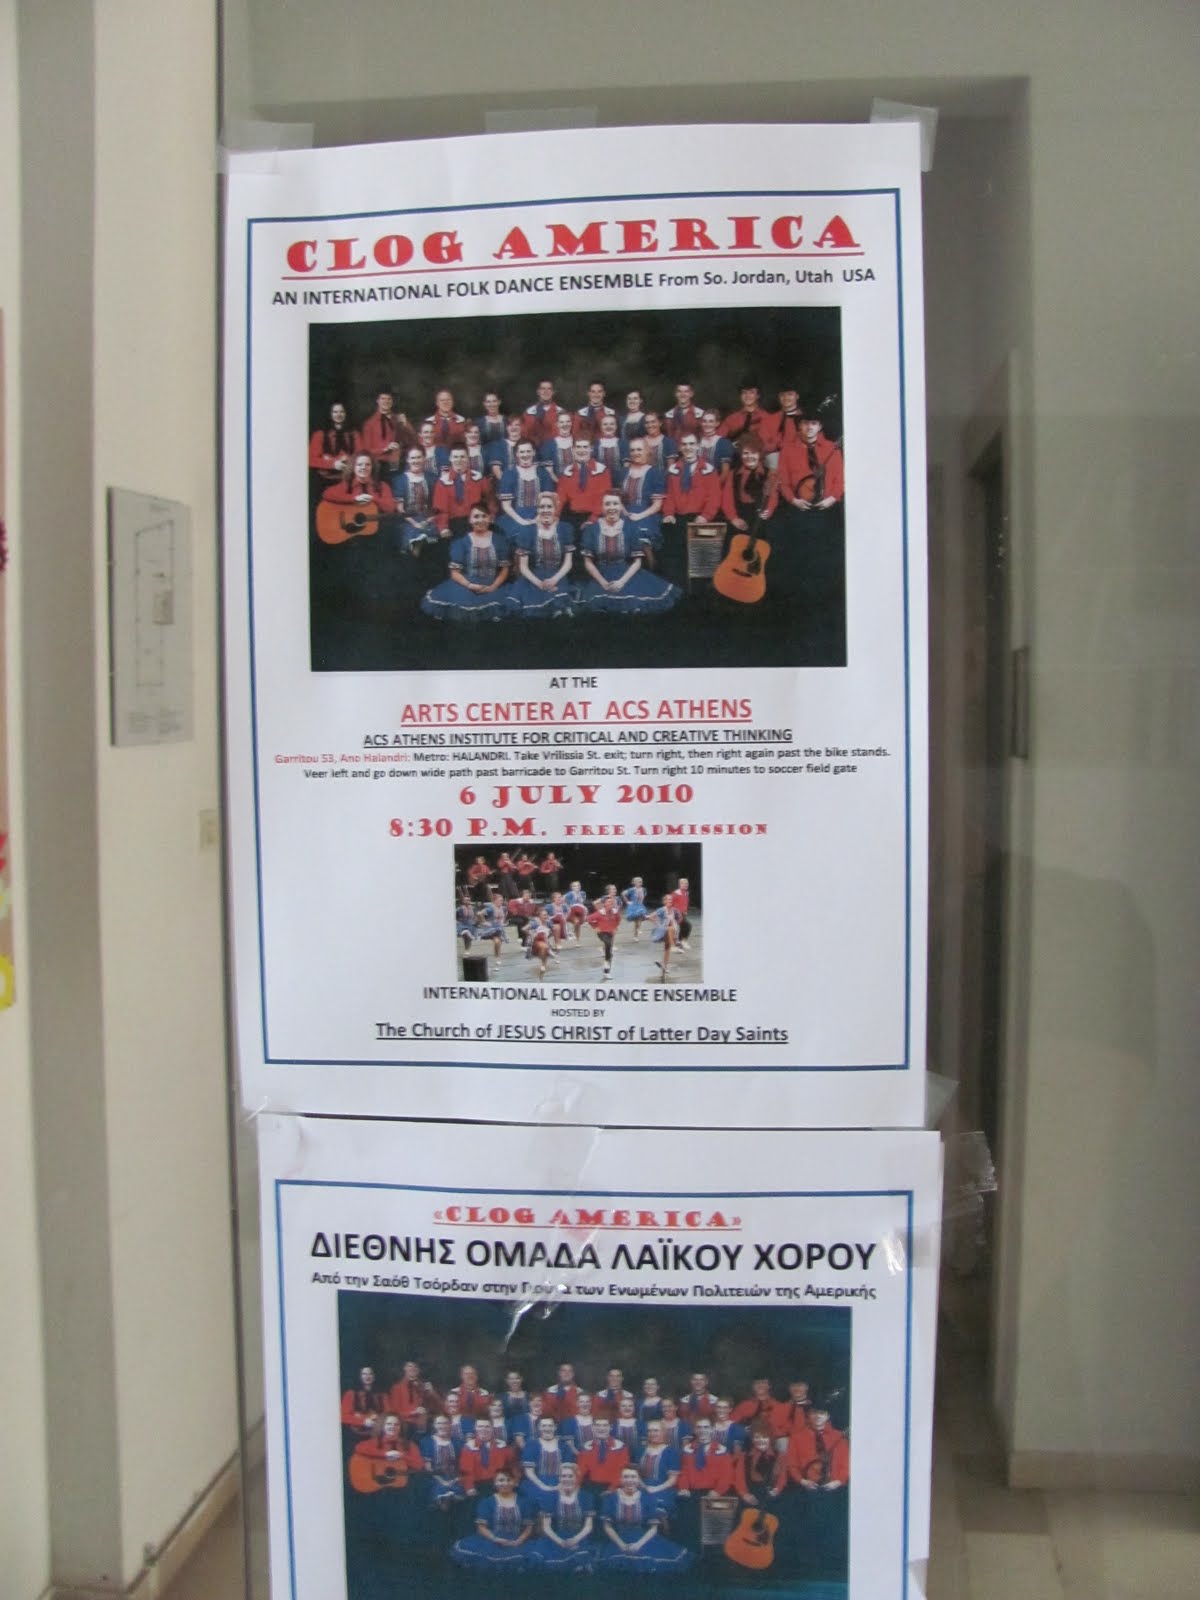 CLOG AMERICA
AN INTERNATIONAL FOLK DANCE ENSEMBLE From So. Jordan, Utah USA
AT THE
ARTS CENTER AT ACS ATHENS
ACS ATHENS INSTITUTE FOR CRITICAL AND CREATIVE THINKING
Garritou 53, Ano Halandri: Metro: HALANDRI. Take Vrilissia St. exit; turn right, then right again past the bike stands.
Veer left and go down wide path past barricade to Garritou St. Turn right 10 minutes to soccer field gate
6 JULY 2010
8:30 P.M. FREE ADMISSION
INTERNATIONAL FOLK DANCE ENSEMBLE
HOSTED BY
The Church of JESUS CHRIST of Latter Day Saints
«CLOG AMERICA»
ΔΙΕΘΝΗΣ ΟΜΑΔΑ ΛΑΪΚΟΥ ΧΟΡΟΥ
Από την Σαόθ Τσόρδαν στην των Ενωμένων Πολιτειών της Αμερικής